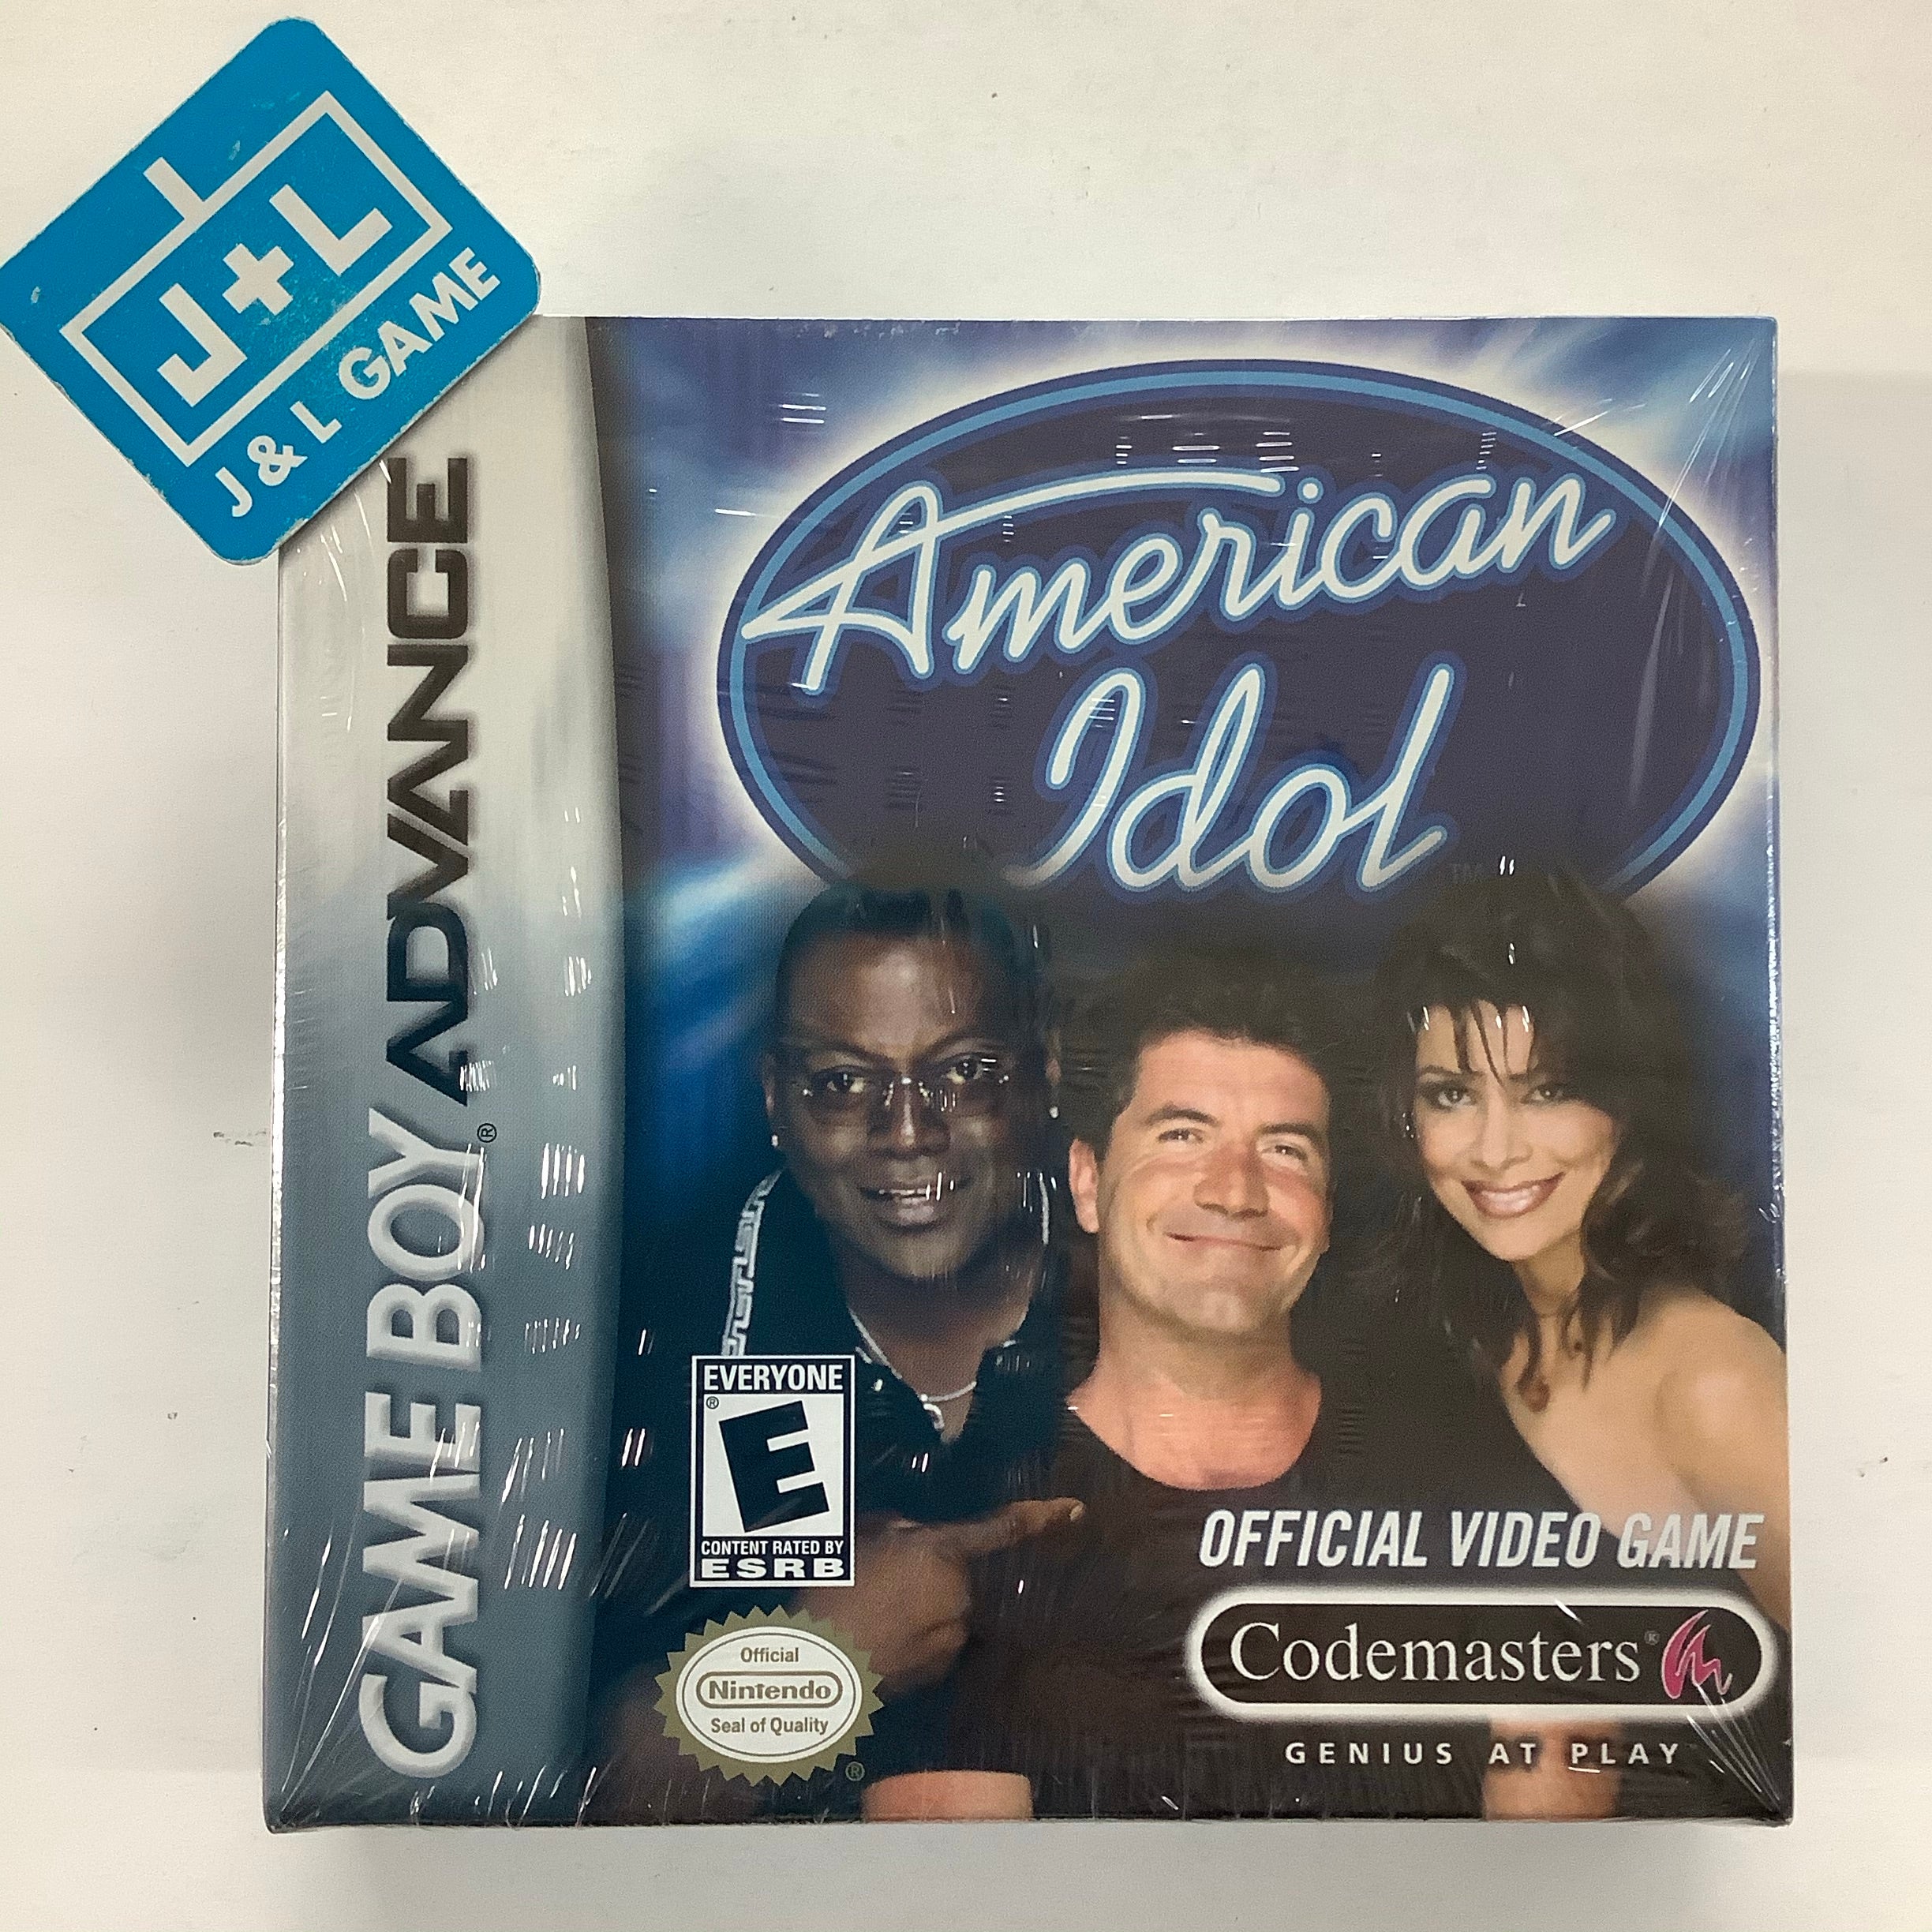 J+L
J & L GAME
GAME BOY ADVANCE
®
American
Idol
TM
EVERYONE
®
E
CONTENT RATED BY
ESRB
OFFICIAL VIDEO GAME
Official
Nintendo
Seal of Quality
®
Codemasters®
GENIUS AT PLAY